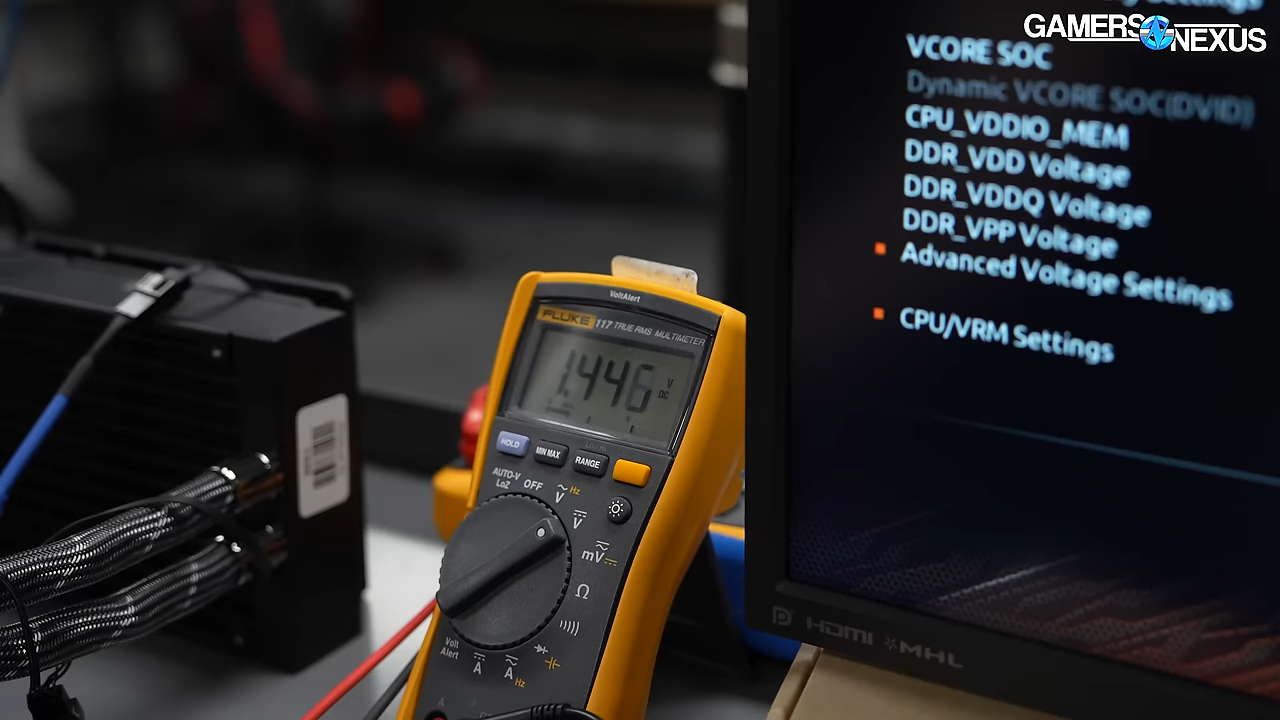 GAMERS NEXUS
VCORE SOC
Dynamic VCORE SOC(DVID)
CPU_VDDIO_MEM
DDR_VDD Voltage
DDR_VDDQ Voltage
DDR_VPP Voltage
Advanced Voltage Settings
CPU/VRM Settings
VoltAlert
FLUKE 117 TRUE RMS MULTIMETER
1.446 V DC
HOLD
MIN MAX
RANGE
AUTO-V LoZ
OFF
V Hz
V
mV
Ω
Volt Alert
A
A Hz
HDMI MHL